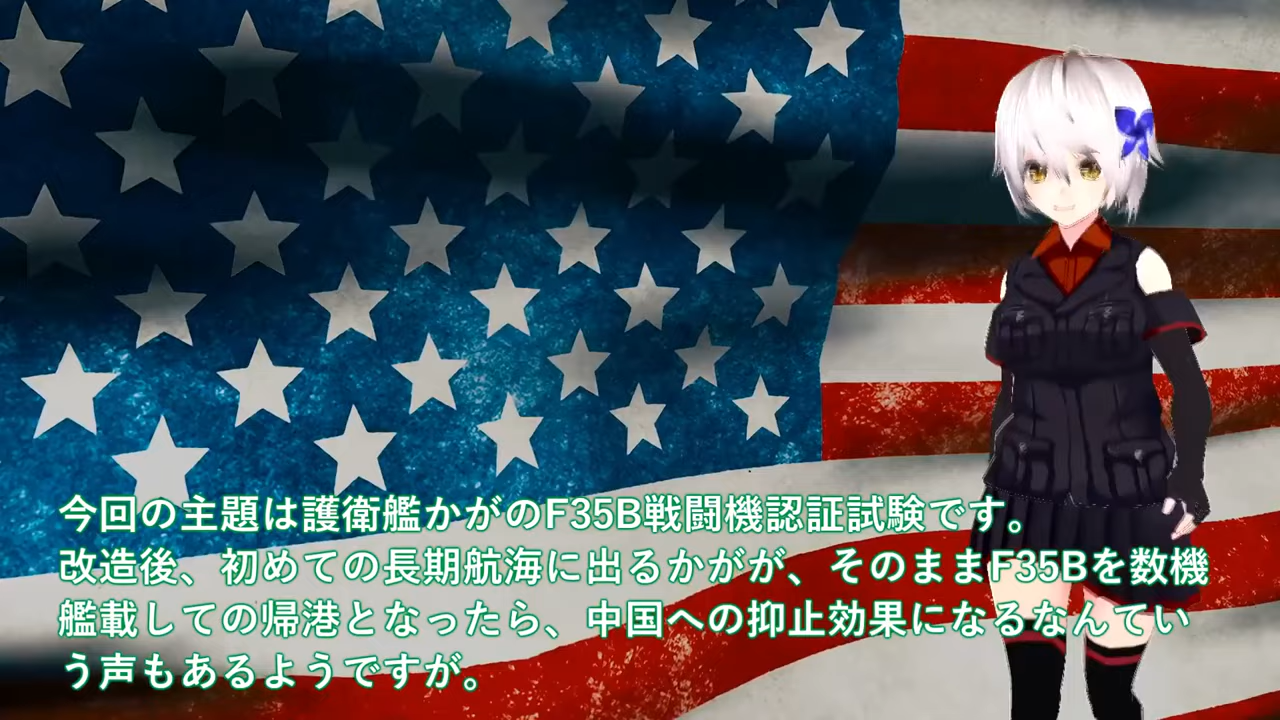 今回の主題は護衛艦かがのF35B戦闘機認証試験です。
改造後、初めての長期航海に出るかがが、そのままF35Bを数機
艦載しての帰港となったら、中国への抑止効果になるなんてい
う声もあるようですが。